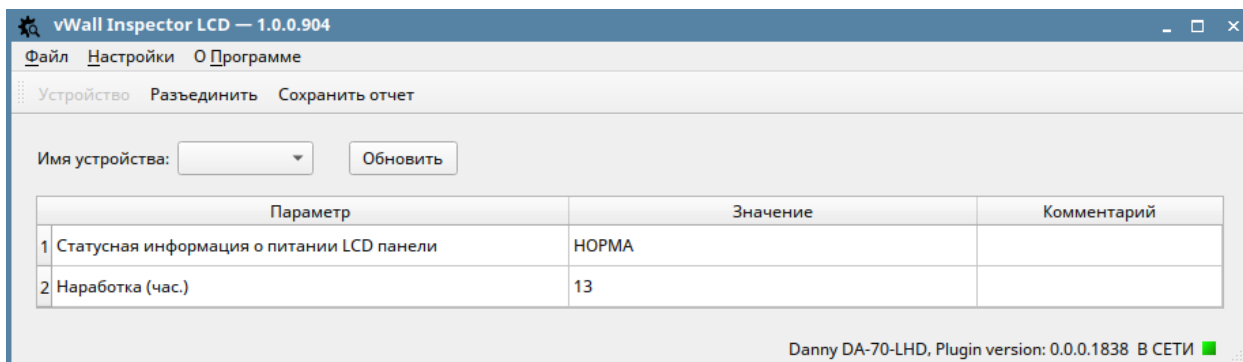 vWall Inspector LCD — 1.0.0.904
Файл Настройки О Программе
Устройство Разъединить Сохранить отчет
Имя устройства: Обновить
Параметр Значение Комментарий
1 Статусная информация о питании LCD панели НОРМА
2 Наработка (час.) 13
Danny DA-70-LHD, Plugin version: 0.0.0.1838 В СЕТИ